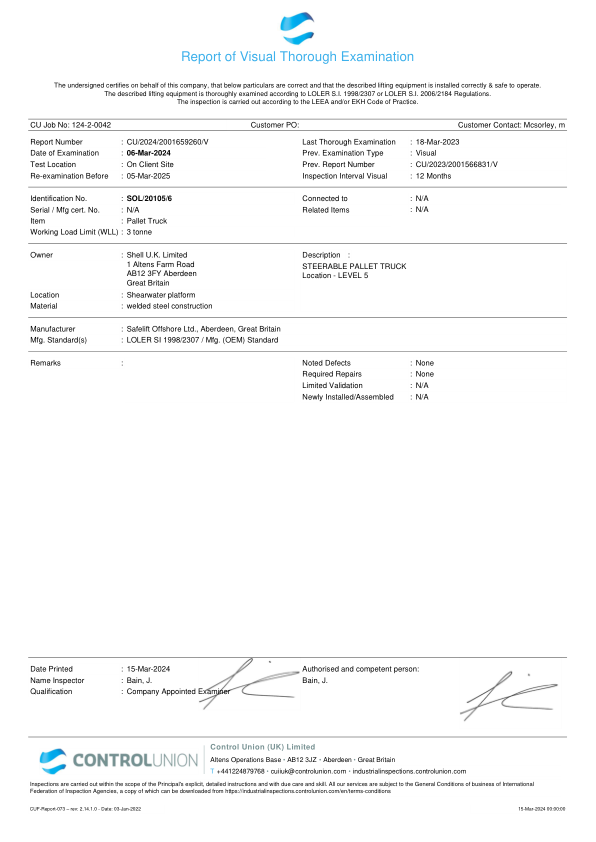 Report of Visual Thorough Examination
The undersigned certifies on behalf of this company, that below particulars are correct and that the described lifting equipment is installed correctly & safe to operate.
The described lifting equipment is thoroughly examined according to LOLER S.I. 1998/2307 or LOLER S.I. 2006/2184 Regulations.
The inspection is carried out according to the LEEA and/or EKH Code of Practice.
CU Job No: 124-2-0042 Customer PO: Customer Contact: Mcsorley, m
Report Number : CU/2024/2001659260/V Last Thorough Examination : 18-Mar-2023
Date of Examination : 06-Mar-2024 Prev. Examination Type : Visual
Test Location : On Client Site Prev. Report Number : CU/2023/2001566831/V
Re-examination Before : 05-Mar-2025 Inspection Interval Visual : 12 Months
Identification No. : SOL/20105/6 Connected to : N/A
Serial / Mfg cert. No. : N/A Related Items : N/A
Item : Pallet Truck
Working Load Limit (WLL) : 3 tonne
Owner : Shell U.K. Limited Description :
1 Altens Farm Road STEERABLE PALLET TRUCK
AB12 3FY Aberdeen Location - LEVEL 5
Great Britain
Location : Shearwater platform
Material : welded steel construction
Manufacturer : Safelift Offshore Ltd., Aberdeen, Great Britain
Mfg. Standard(s) : LOLER SI 1998/2307 / Mfg. (OEM) Standard
Remarks : Noted Defects : None
Required Repairs : None
Limited Validation : N/A
Newly Installed/Assembled : N/A
Date Printed : 15-Mar-2024 Authorised and competent person:
Name Inspector : Bain, J. Bain, J.
Qualification : Company Appointed Examiner
CONTROLUNION
Control Union (UK) Limited
Altens Operations Base · AB12 3JZ · Aberdeen · Great Britain
T +441224879768 · cuiiuk@controlunion.com · industrialinspections.controlunion.com
Inspections are carried out within the scope of the Principal's explicit, detailed instructions and with due care and skill. All our services are subject to the General Conditions of business of International
Federation of Inspection Agencies, a copy of which can be downloaded from https://industrialinspections.controlunion.com/en/terms-conditions
CUF-Report-073 – rev: 2.14.1.0 - Date: 03-Jun-2022 15-Mar-2024 00:00:00